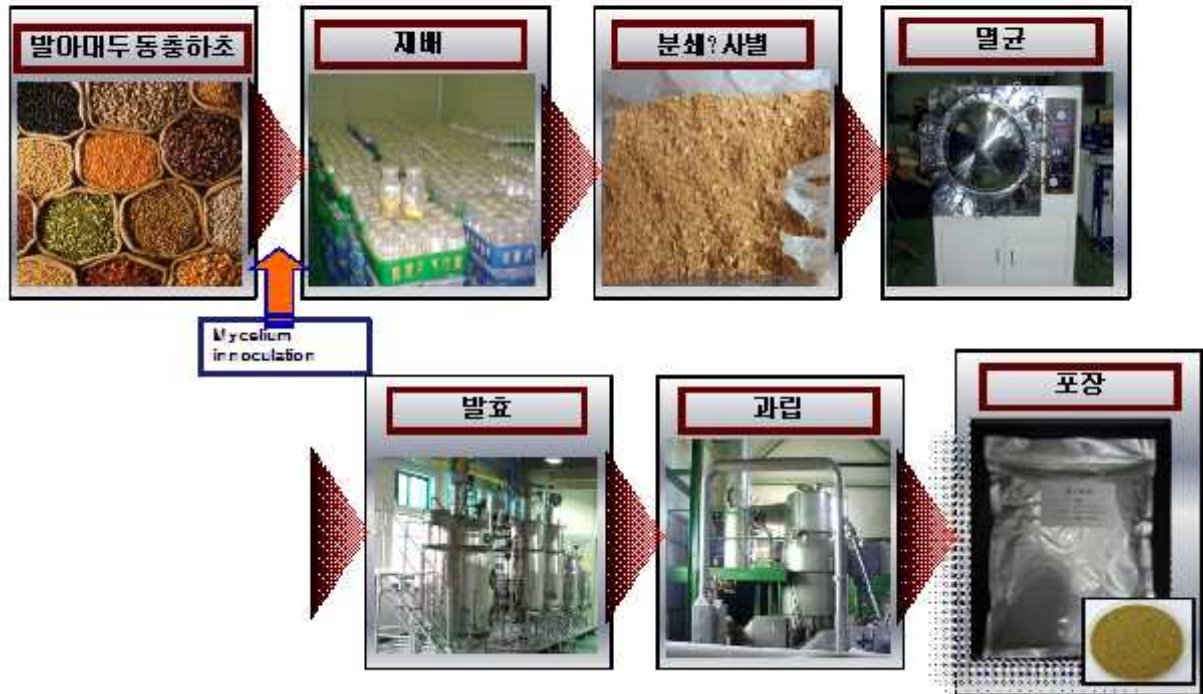 발아대두 동충하초
재배
분쇄?사별
멸균
Mycelium
innoculation
발효
과립
포장